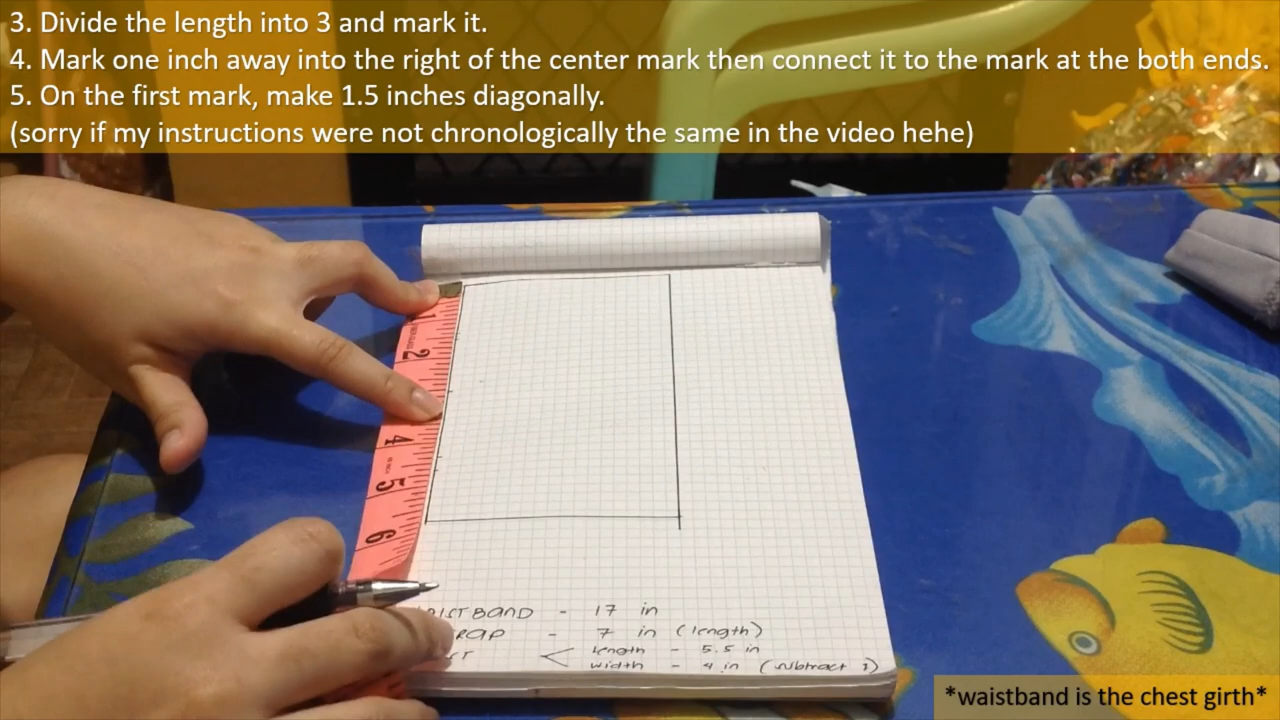 3. Divide the length into 3 and mark it.
4. Mark one inch away into the right of the center mark then connect it to the mark at the both ends.
5. On the first mark, make 1.5 inches diagonally.
(sorry if my instructions were not chronologically the same in the video hehe)
1
2
4
5
6
WAISTBAND - 17 in
- 7 in (length)
length - 5.5 in
width - 4 in (subtract
*waistband is the chest girth*